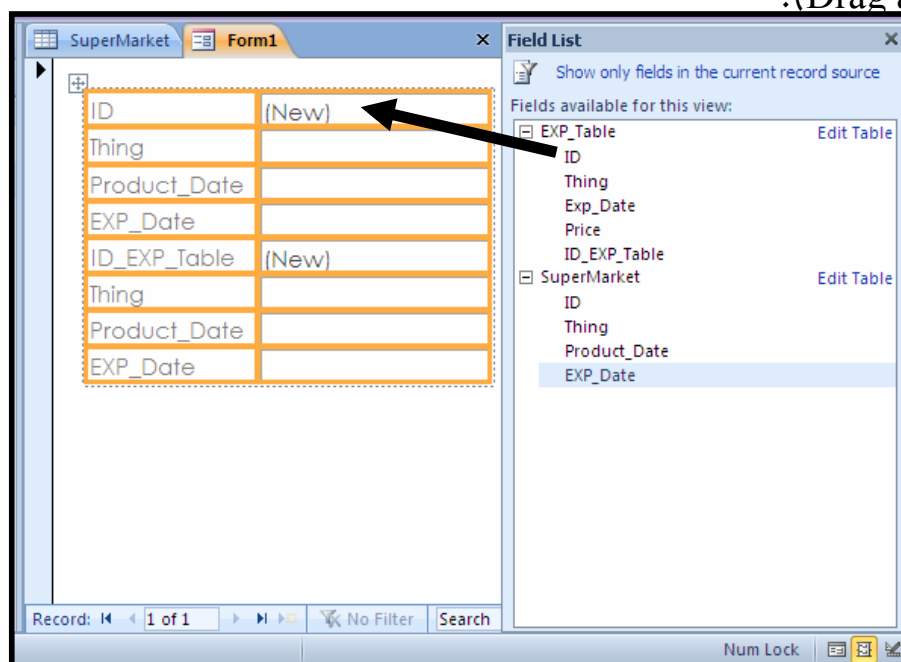 .(Drag a
SuperMarket Form1
ID (New)
Thing
Product_Date
EXP_Date
ID_EXP_Table (New)
Thing
Product_Date
EXP_Date
Record: 1 of 1 No Filter Search
Field List
Show only fields in the current record source
Fields available for this view:
EXP_Table Edit Table
ID
Thing
Exp_Date
Price
ID_EXP_Table
SuperMarket Edit Table
ID
Thing
Product_Date
EXP_Date
Num Lock